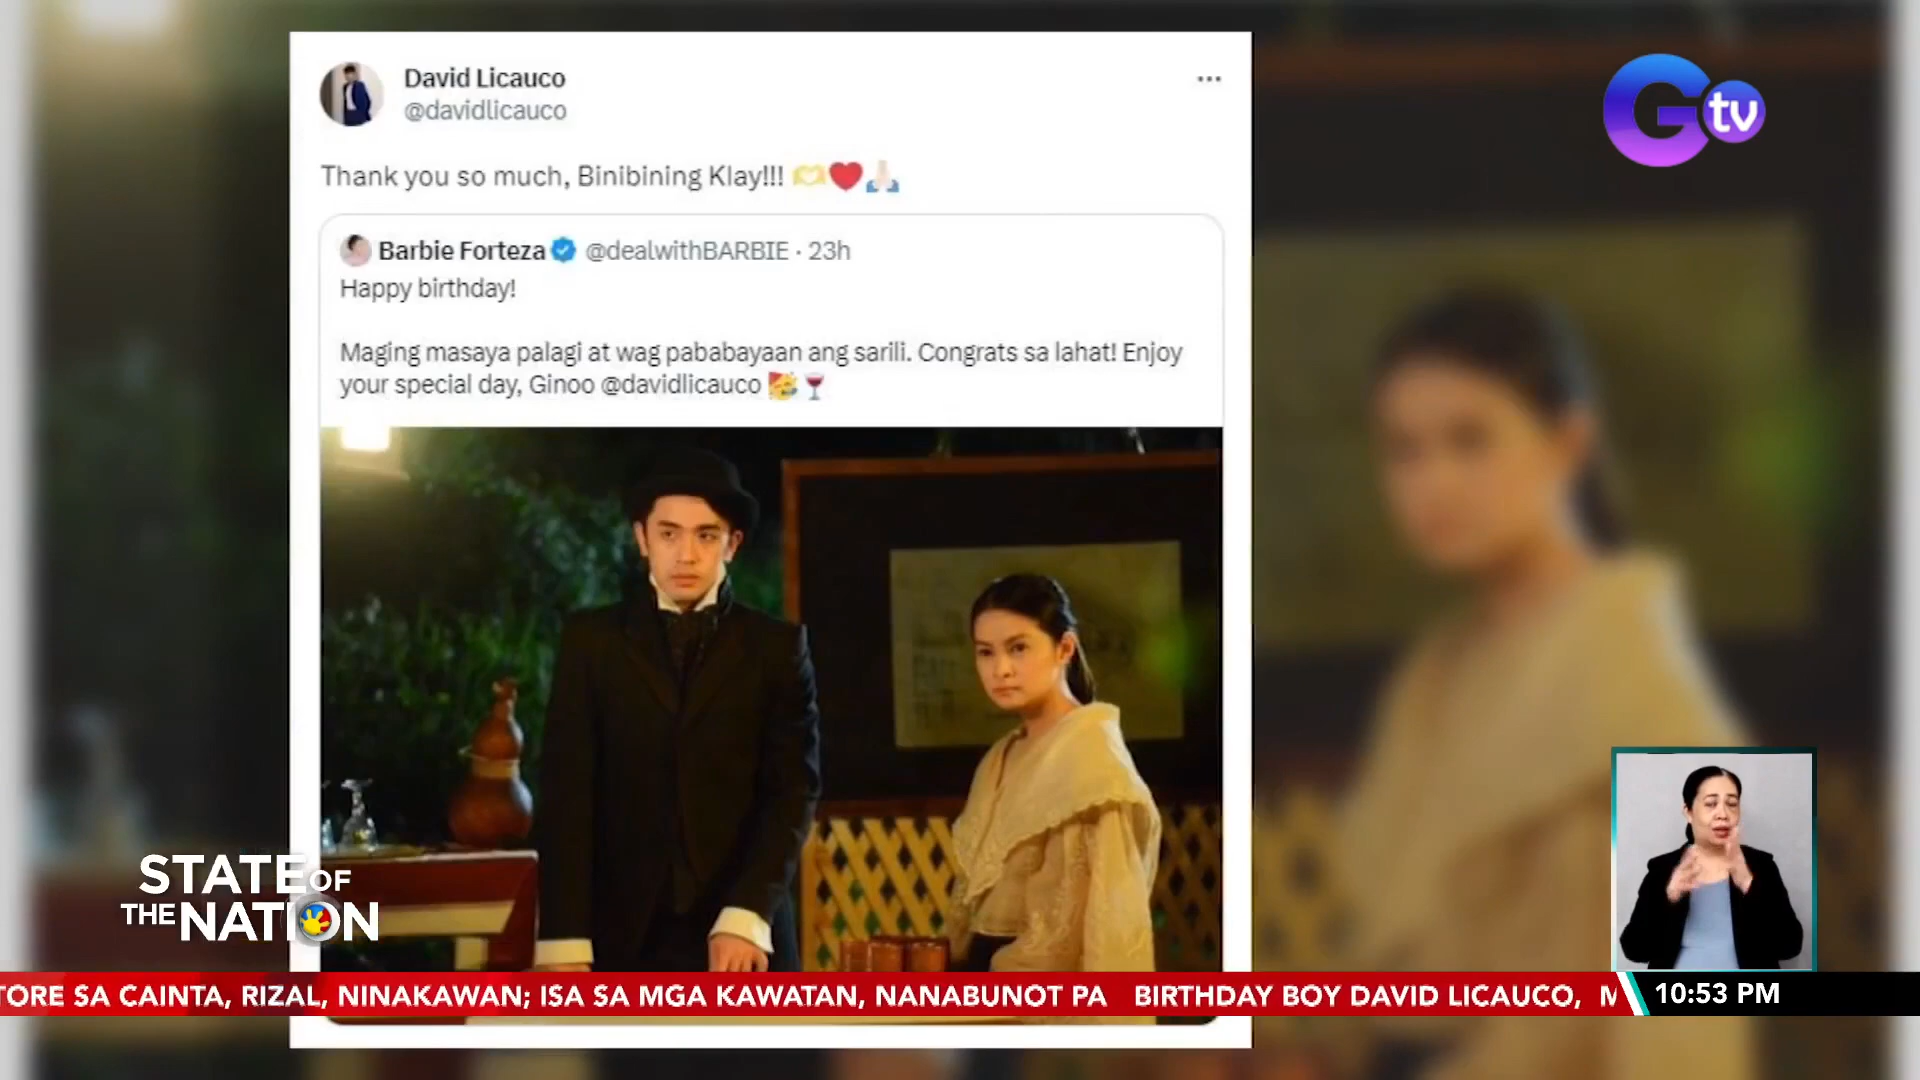 David Licauco
@davidlicauco
Thank you so much, Binibining Klay!!! 🫶❤️🙏🏻
Barbie Forteza @dealwithBARBIE · 23h
Happy birthday!
Maging masaya palagi at wag pababayaan ang sarili. Congrats sa lahat! Enjoy
your special day, Ginoo @davidlicauco 🥳🍷
G tv
STATE OF
THE NATION
TORE SA CAINTA, RIZAL, NINAKAWAN; ISA SA MGA KAWATAN, NANABUNOT PA BIRTHDAY BOY DAVID LICAUCO, M
10:53 PM